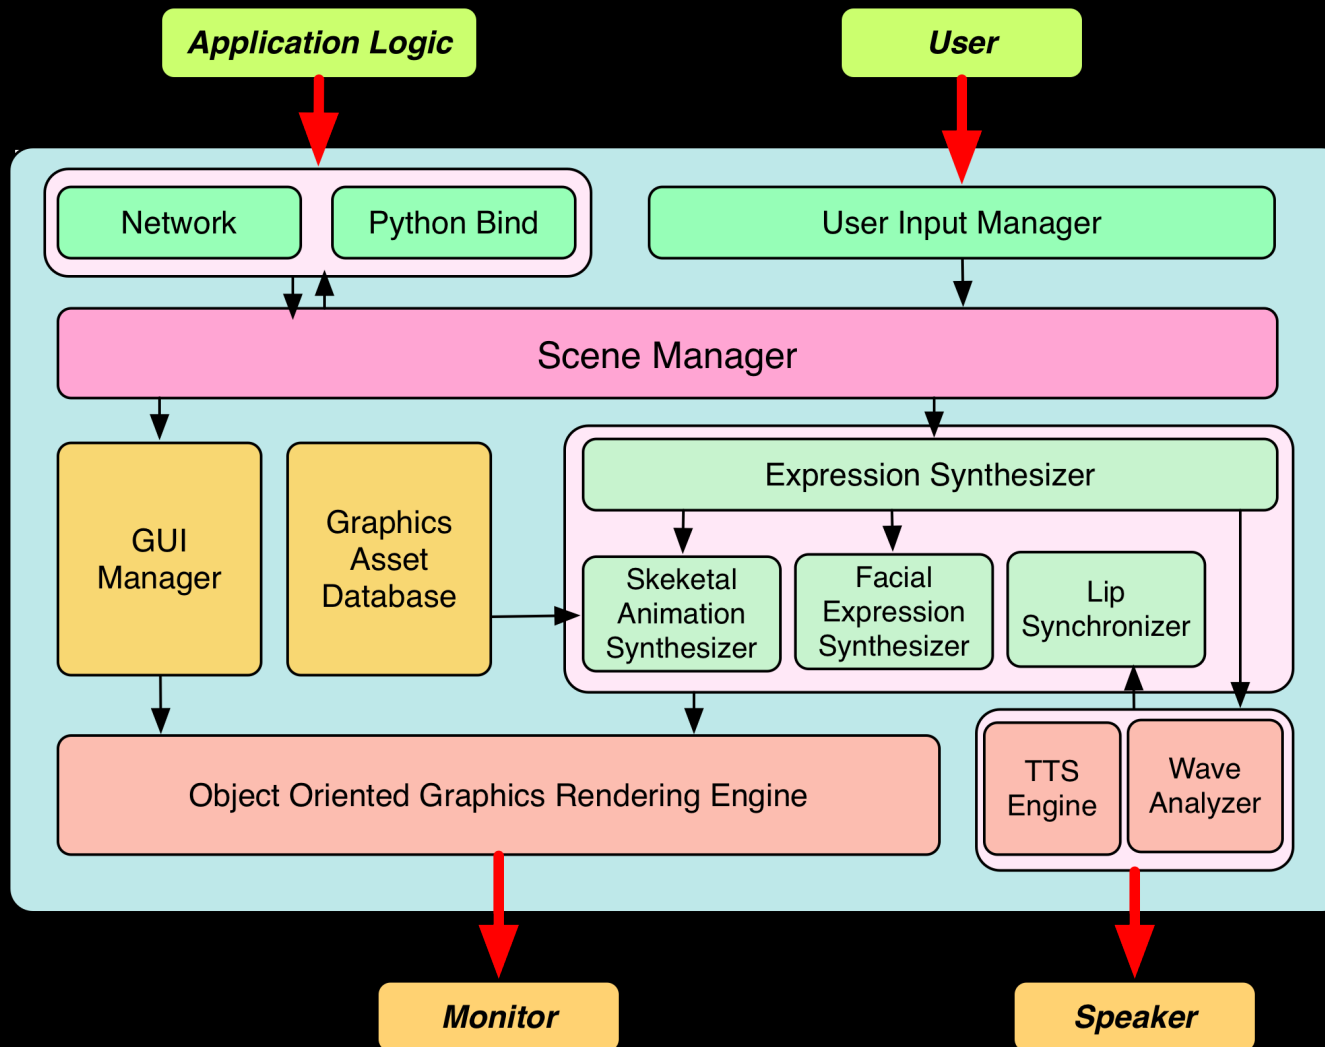 Application Logic
User
Network
Python Bind
User Input Manager
Scene Manager
GUI
Manager
Graphics
Asset
Database
Expression Synthesizer
Skeketal
Animation
Synthesizer
Facial
Expression
Synthesizer
Lip
Synchronizer
Object Oriented Graphics Rendering Engine
TTS
Engine
Wave
Analyzer
Monitor
Speaker